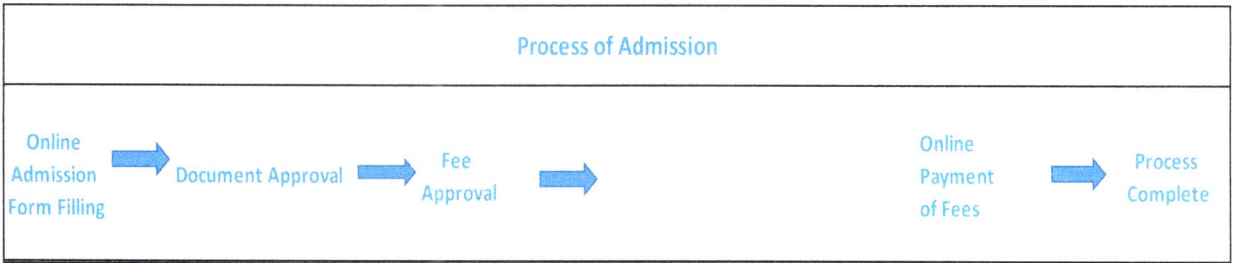 Process of Admission
Online
Admission
Form Filling
Document Approval
Fee
Approval
Online
Payment
of Fees
Process
Complete